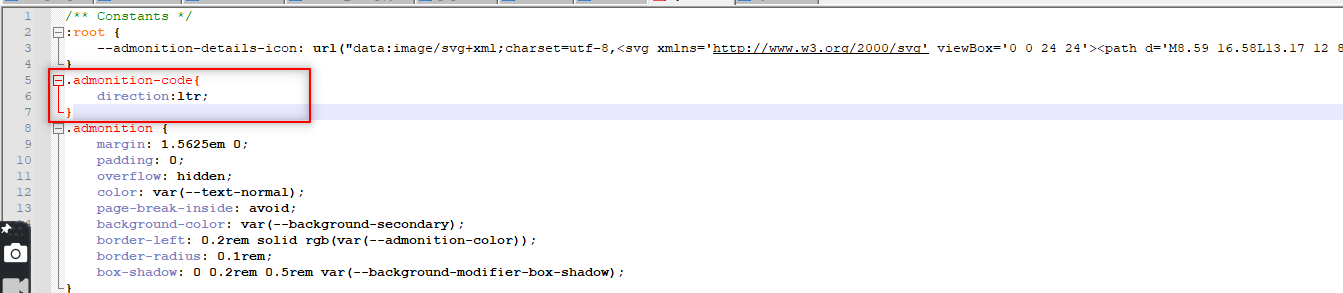 1 /** Constants */
2 :root {
3 --admonition-details-icon: url("data:image/svg+xml;charset=utf-8,<svg xmlns='http://www.w3.org/2000/svg' viewBox='0 0 24 24'><path d='M8.59 16.58L13.17 12 8
4 }
5 .admonition-code{
6 direction:ltr;
7 }
8 .admonition {
9 margin: 1.5625em 0;
10 padding: 0;
11 overflow: hidden;
12 color: var(--text-normal);
13 page-break-inside: avoid;
background-color: var(--background-secondary);
border-left: 0.2rem solid rgb(var(--admonition-color));
border-radius: 0.1rem;
box-shadow: 0 0.2rem 0.5rem var(--background-modifier-box-shadow);
}